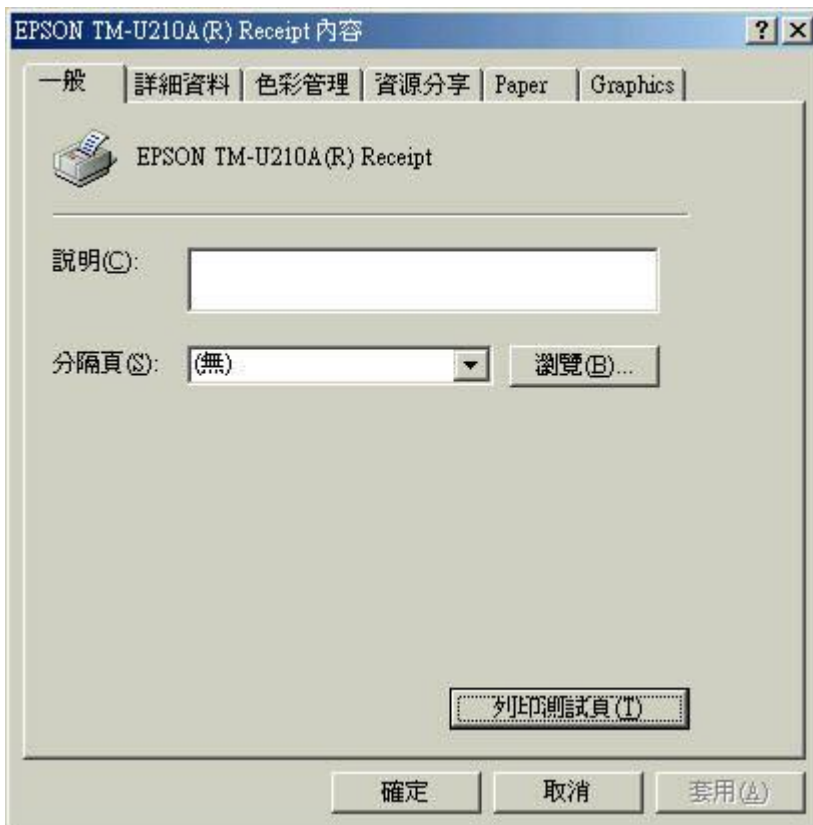 EPSON TM-U210A(R) Receipt 內容
一般 詳細資料 色彩管理 資源分享 Paper Graphics
EPSON TM-U210A(R) Receipt
說明(C):
分隔頁(S): (無) 瀏覽(B)...
列印測試頁(T)
確定 取消 套用(A)